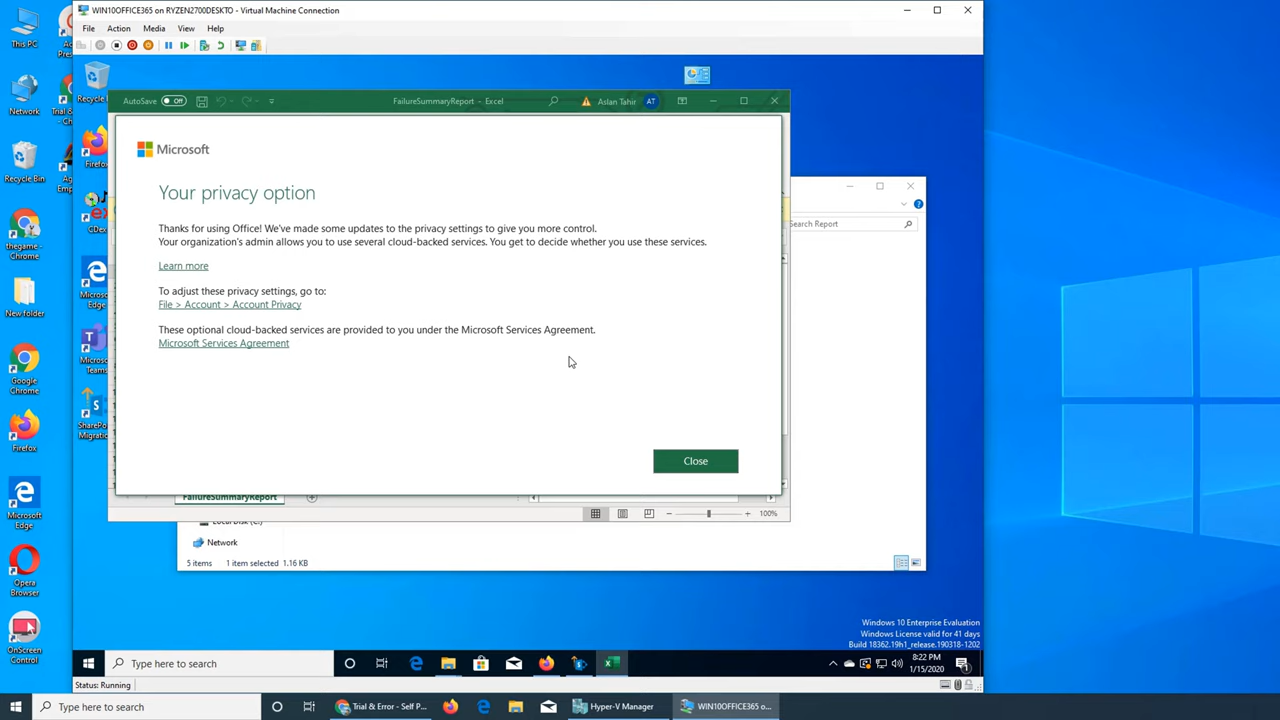 WIN10OFFICE365 on RYZEN2700DESKTO - Virtual Machine Connection
File Action Media View Help
This PC
Network
Recycle Bin
thegame - Chrome
New folder
Google Chrome
Firefox
Microsoft Edge
Opera Browser
OnScreen Control
Recycle
Firefox
Microsoft Edge
Microsoft Teams
AutoSave Off
FailureSummaryReport - Excel
Aslan Tahir AT
Microsoft
Your privacy option
Thanks for using Office! We've made some updates to the privacy settings to give you more control.
Your organization's admin allows you to use several cloud-backed services. You get to decide whether you use these services.
Learn more
To adjust these privacy settings, go to:
File > Account > Account Privacy
These optional cloud-backed services are provided to you under the Microsoft Services Agreement.
Microsoft Services Agreement
Close
Search Report
FailureSummaryReport
100%
Local Disk (C:)
Network
5 items 1 item selected 1.16 KB
Windows 10 Enterprise Evaluation
Windows License valid for 41 days
Build 18362.19h1_release.190318-1202
Type here to search
8:22 PM
1/15/2020
Status: Running
Type here to search
Trial & Error - Self P...
Hyper-V Manager
WIN10OFFICE365 o...